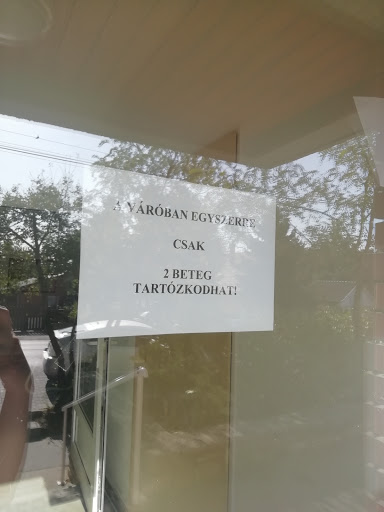 A VÁRÓBAN EGYSZERRE
CSAK
2 BETEG
TARTÓZKODHAT!